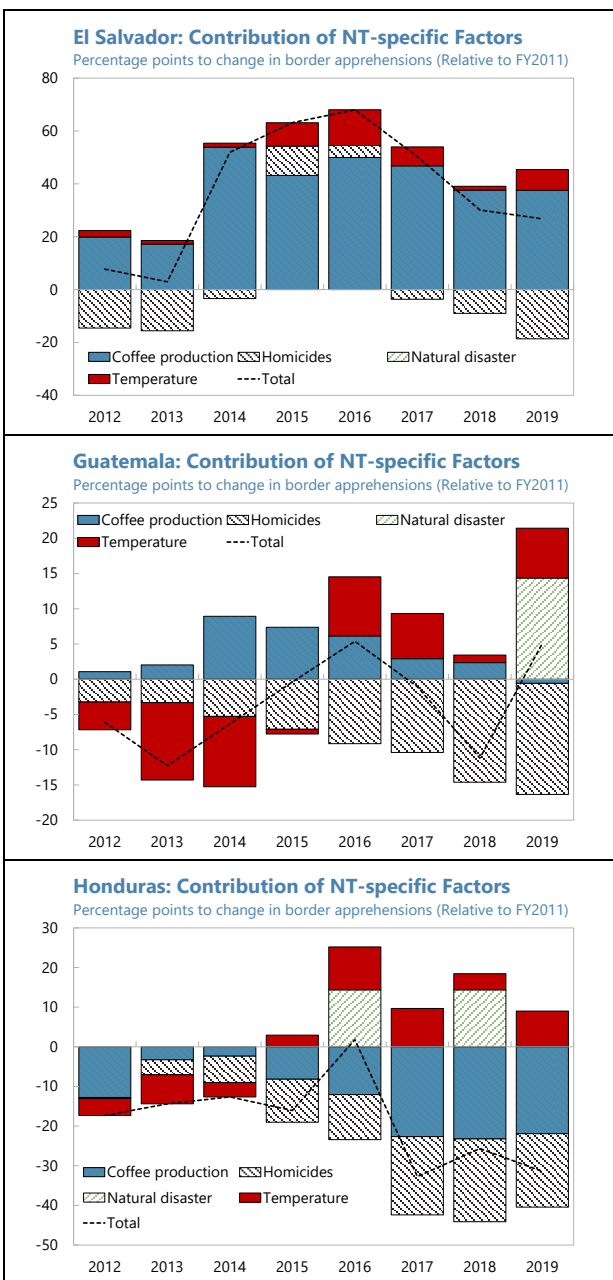 El Salvador: Contribution of NT-specific Factors
Percentage points to change in border apprehensions (Relative to FY2011)
80
60
40
20
0
-20
-40
Coffee production Homicides Natural disaster
Temperature Total
2012 2013 2014 2015 2016 2017 2018 2019
Guatemala: Contribution of NT-specific Factors
Percentage points to change in border apprehensions (Relative to FY2011)
25
20
15
10
5
0
-5
-10
-15
-20
Coffee production Homicides Natural disaster
Temperature Total
2012 2013 2014 2015 2016 2017 2018 2019
Honduras: Contribution of NT-specific Factors
Percentage points to change in border apprehensions (Relative to FY2011)
30
20
10
0
-10
-20
-30
-40
-50
Coffee production Homicides
Natural disaster Temperature
Total
2012 2013 2014 2015 2016 2017 2018 2019